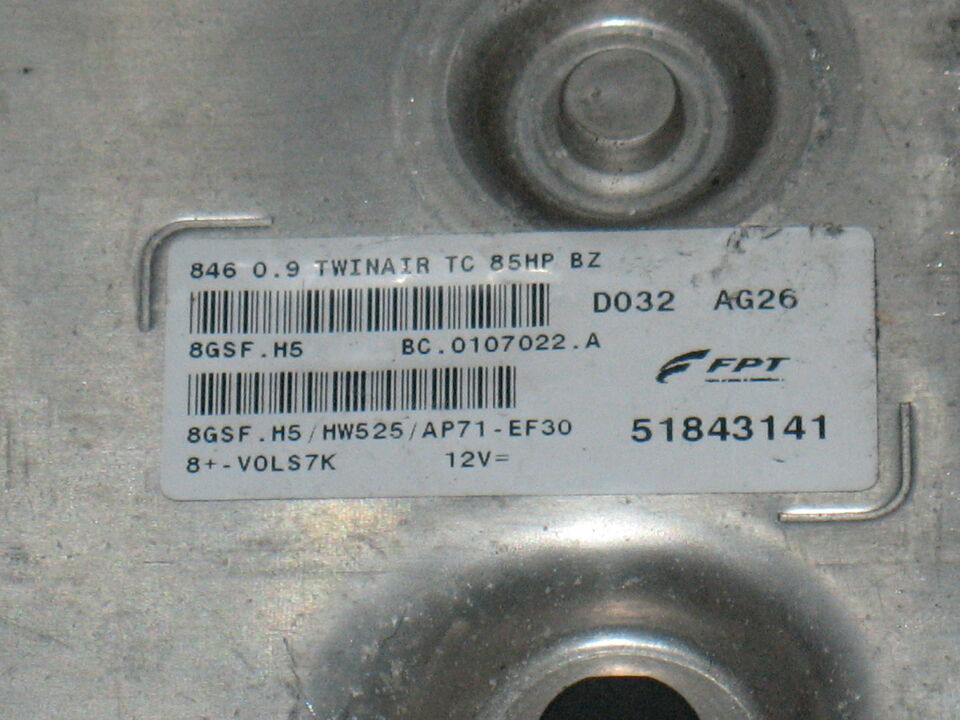 846 0.9 TWINAIR TC 85HP BZ
D032 AG26
8GSF.H5 BC.0107022.A
FPT
8GSF.H5/HW525/AP71-EF30
51843141
8+-V0LS7K 12V=